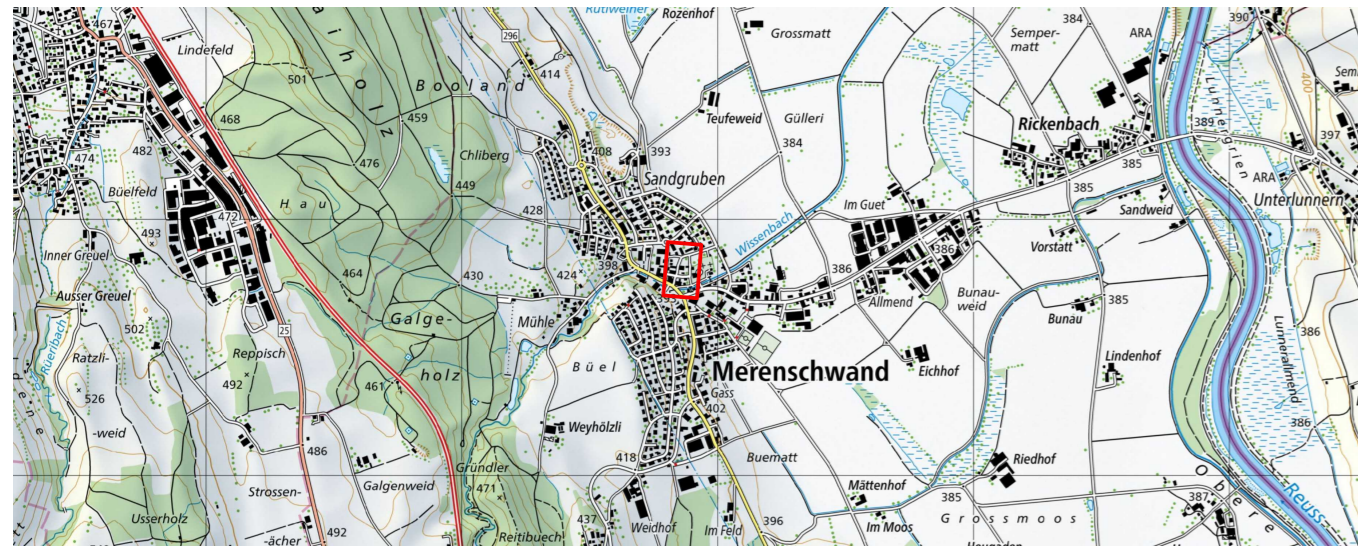 467
Lindefeld
501
468
476
459
474
482
Büelfeld
493
472
Hau
464
Inner Greuel
Ausser Greuel
502
Rüeribach
Ratzli-
-weid
526
492
Reppisch
25
486
Strossen-
-ächer
492
Usserholz
Galgenweid
461
Galge-
holz
430
449
428
424
Booland
Chliberg
296
414
408
393
398
Sandgruben
Rozenhof
Grossmatt
Teufeweid
Gülleri
384
384
Semper-
matt
ARA
390
400
Rickenbach
385
385
389
397
ARA
Unterlunnern
Lunnergrien
Sandweid
Vorstatt
Im Guet
Wissenbach
386
386
Allmend
Bunau-
weid
Bunau
385
Lindenhof
Eichhof
Mühle
Büel
Merenschwand
Gass
402
Weyhölzli
418
Buematt
Gründler
471
Reitibuech
437
Weidhof
Im Feld
396
Mättenhof
Im Moos
385
Riedhof
Grossmoos
387
Obere
Reuss
Lunnerallmend
386
386